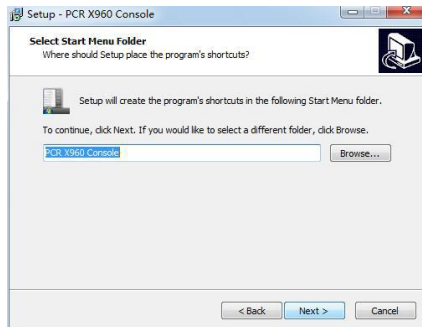 Setup - PCR X960 Console
Select Start Menu Folder
Where should Setup place the program's shortcuts?
Setup will create the program's shortcuts in the following Start Menu folder.
To continue, click Next. If you would like to select a different folder, click Browse.
PCR X960 Console
Browse...
< Back
Next >
Cancel